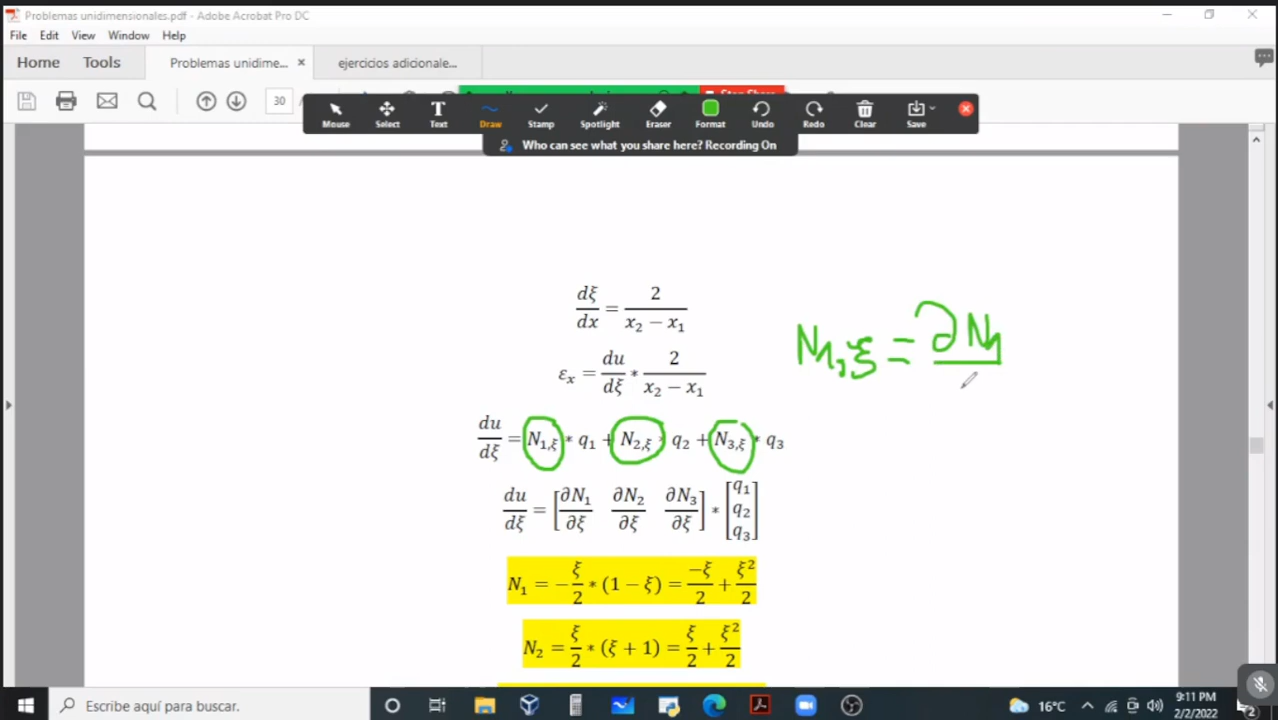 Problemas unidimensionales.pdf - Adobe Acrobat Pro DC
File Edit View Window Help
Home Tools Problemas unidime... × ejercicios adicionale...
30
Mouse Select Text Draw Stamp Spotlight Eraser Format Undo Redo Clear Save
Who can see what you share here? Recording On
dξ/dx = 2/(x₂ − x₁)
N₁,ξ = ∂N₁
εₓ = du/dξ * 2/(x₂ − x₁)
du/dξ = N₁,ξ * q₁ + N₂,ξ * q₂ + N₃,ξ * q₃
du/dξ = [∂N₁/∂ξ ∂N₂/∂ξ ∂N₃/∂ξ] * [q₁ q₂ q₃]
N₁ = −ξ/2 * (1 − ξ) = −ξ/2 + ξ²/2
N₂ = ξ/2 * (ξ + 1) = ξ/2 + ξ²/2
Escribe aquí para buscar.
16°C
9:11 PM
2/2/2022
2